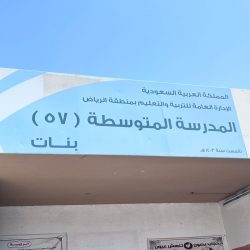 المملكة العربية السعودية
الإدارة العامة للتربية والتعليم بمنطقة الرياض
المدرسة المتوسطة ( ٥٧ )
بنات